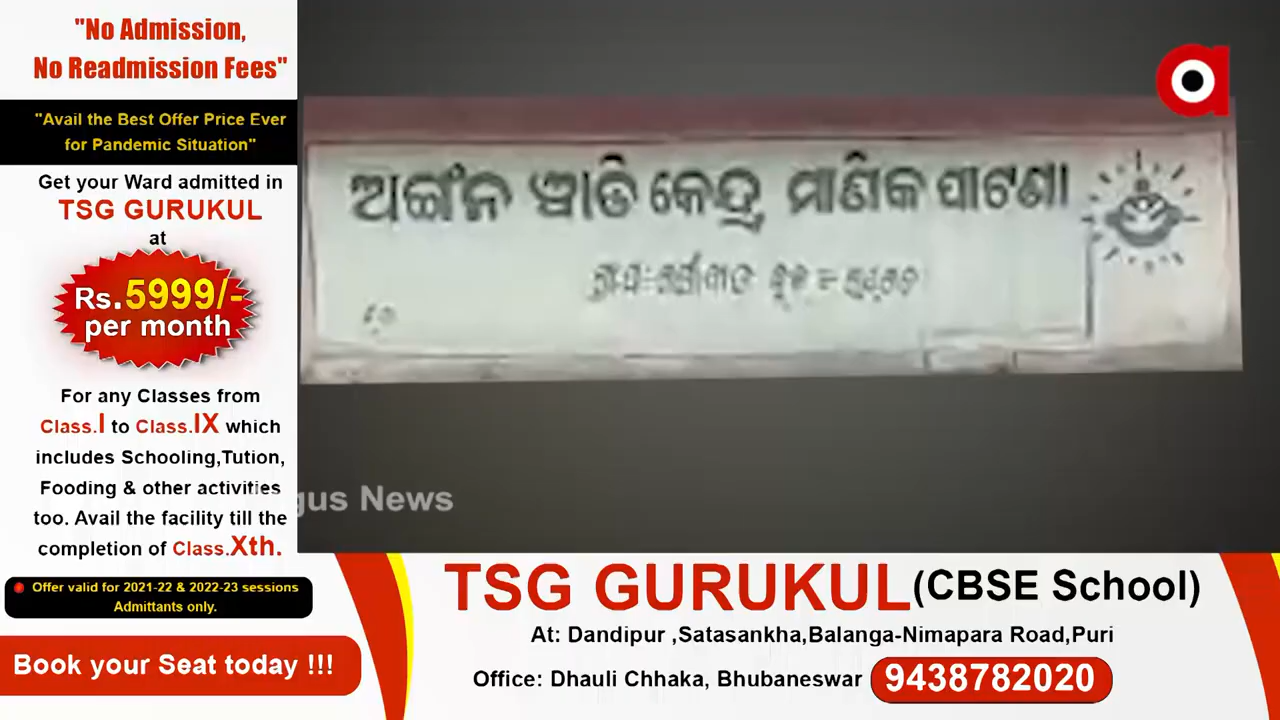 "No Admission,
No Readmission Fees"
"Avail the Best Offer Price Ever
for Pandemic Situation"
Get your Ward admitted in
TSG GURUKUL
at
Rs.5999/-
per month
For any Classes from
Class.I to Class.IX which
includes Schooling,Tution,
Fooding & other activities
too. Avail the facility till the
completion of Class.Xth.
Offer valid for 2021-22 & 2022-23 sessions
Admittants only.
Book your Seat today !!!
ଅଙ୍ଗଁନ ୱାଡି କେନ୍ଦ୍ର ମାଣିକ ପାଟଣା
gus News
TSG GURUKUL(CBSE School)
At: Dandipur ,Satasankha,Balanga-Nimapara Road,Puri
Office: Dhauli Chhaka, Bhubaneswar 9438782020